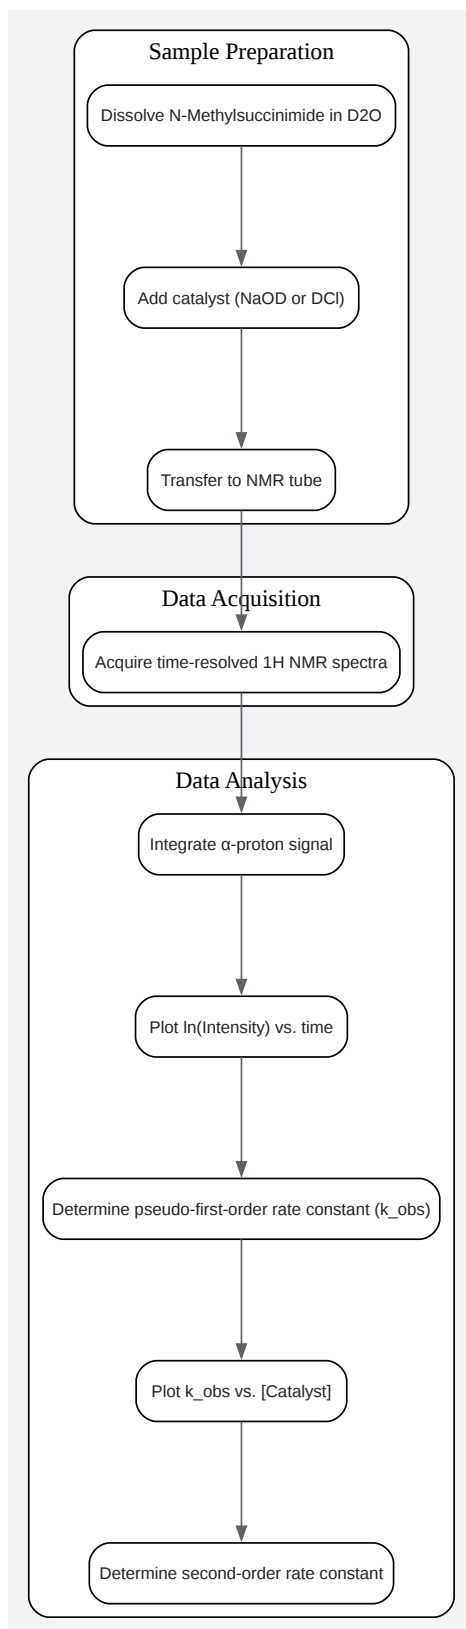 Sample Preparation
Dissolve N-Methylsuccinimide in D2O
Add catalyst (NaOD or DCl)
Transfer to NMR tube
Data Acquisition
Acquire time-resolved 1H NMR spectra
Data Analysis
Integrate α-proton signal
Plot ln(Intensity) vs. time
Determine pseudo-first-order rate constant (k_obs)
Plot k_obs vs. [Catalyst]
Determine second-order rate constant